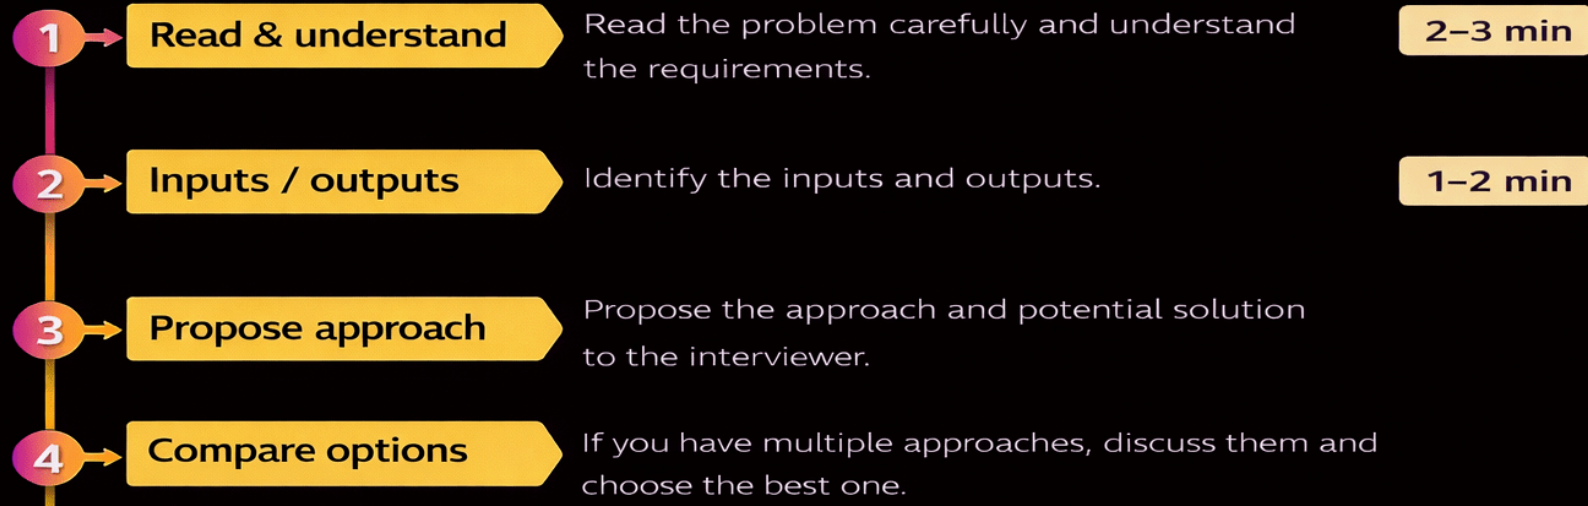 1 Read & understand Read the problem carefully and understand 2–3 min
the requirements.
2 Inputs / outputs Identify the inputs and outputs. 1–2 min
3 Propose approach Propose the approach and potential solution
to the interviewer.
4 Compare options If you have multiple approaches, discuss them and
choose the best one.